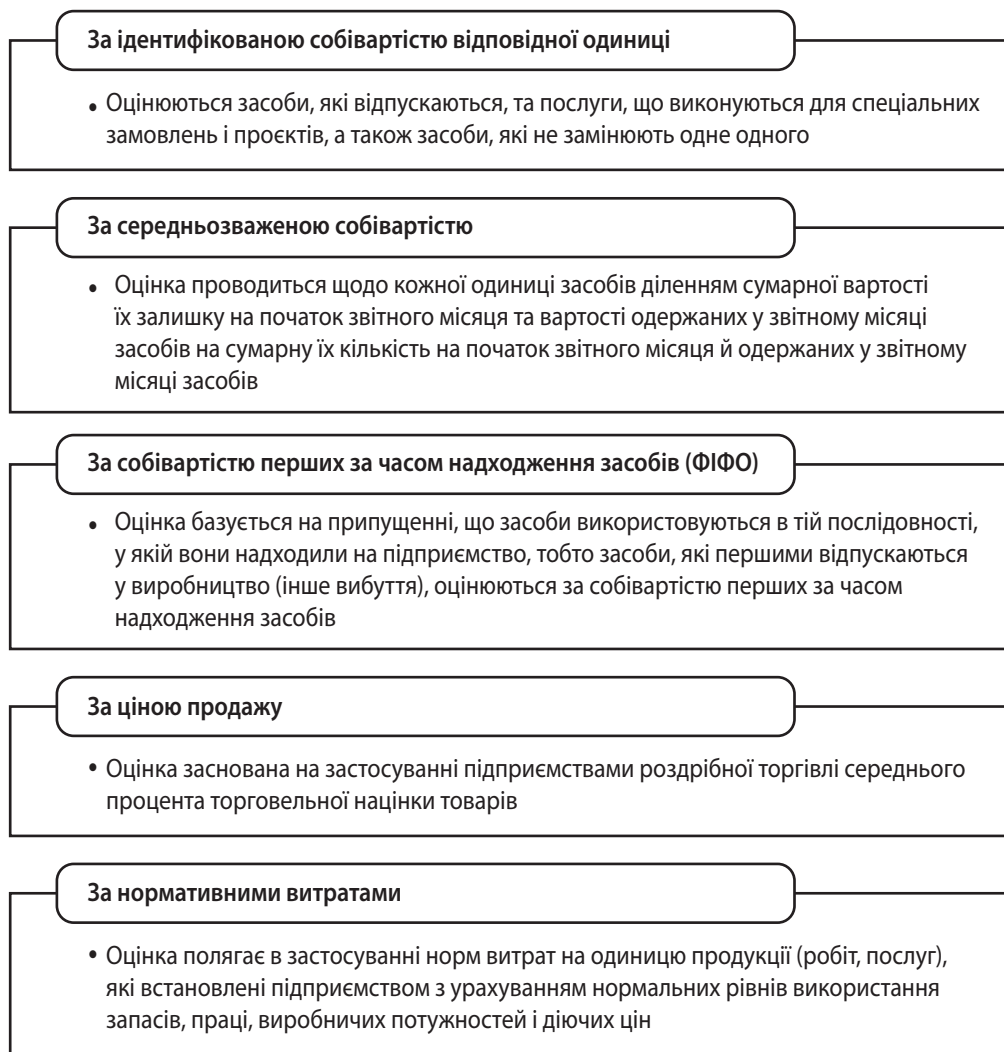 За ідентифікованою собівартістю відповідної одиниці
• Оцінюються засоби, які відпускаються, та послуги, що виконуються для спеціальних
замовлень і проєктів, а також засоби, які не замінюють одне одного
За середньозваженою собівартістю
• Оцінка проводиться щодо кожної одиниці засобів діленням сумарної вартості
їх залишку на початок звітного місяця та вартості одержаних у звітному місяці
засобів на сумарну їх кількість на початок звітного місяця й одержаних у звітному
місяці засобів
За собівартістю перших за часом надходження засобів (ФІФО)
• Оцінка базується на припущенні, що засоби використовуються в тій послідовності,
у якій вони надходили на підприємство, тобто засоби, які першими відпускаються
у виробництво (інше вибуття), оцінюються за собівартістю перших за часом
надходження засобів
За ціною продажу
• Оцінка заснована на застосуванні підприємствами роздрібної торгівлі середнього
процента торговельної націнки товарів
За нормативними витратами
• Оцінка полягає в застосуванні норм витрат на одиницю продукції (робіт, послуг),
які встановлені підприємством з урахуванням нормальних рівнів використання
запасів, праці, виробничих потужностей і діючих цін